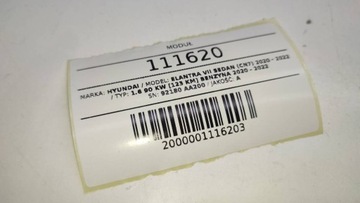 MODUŁ
111620
MARKA: HYUNDAI / MODEL: ELANTRA VII SEDAN (CN7) 2020 - 2022
/ TYP: 1.6 90 KW (123 KM) BENZYNA 2020 - 2022
SN: 92180 AA200 / JAKOŚĆ: A
2000001116203